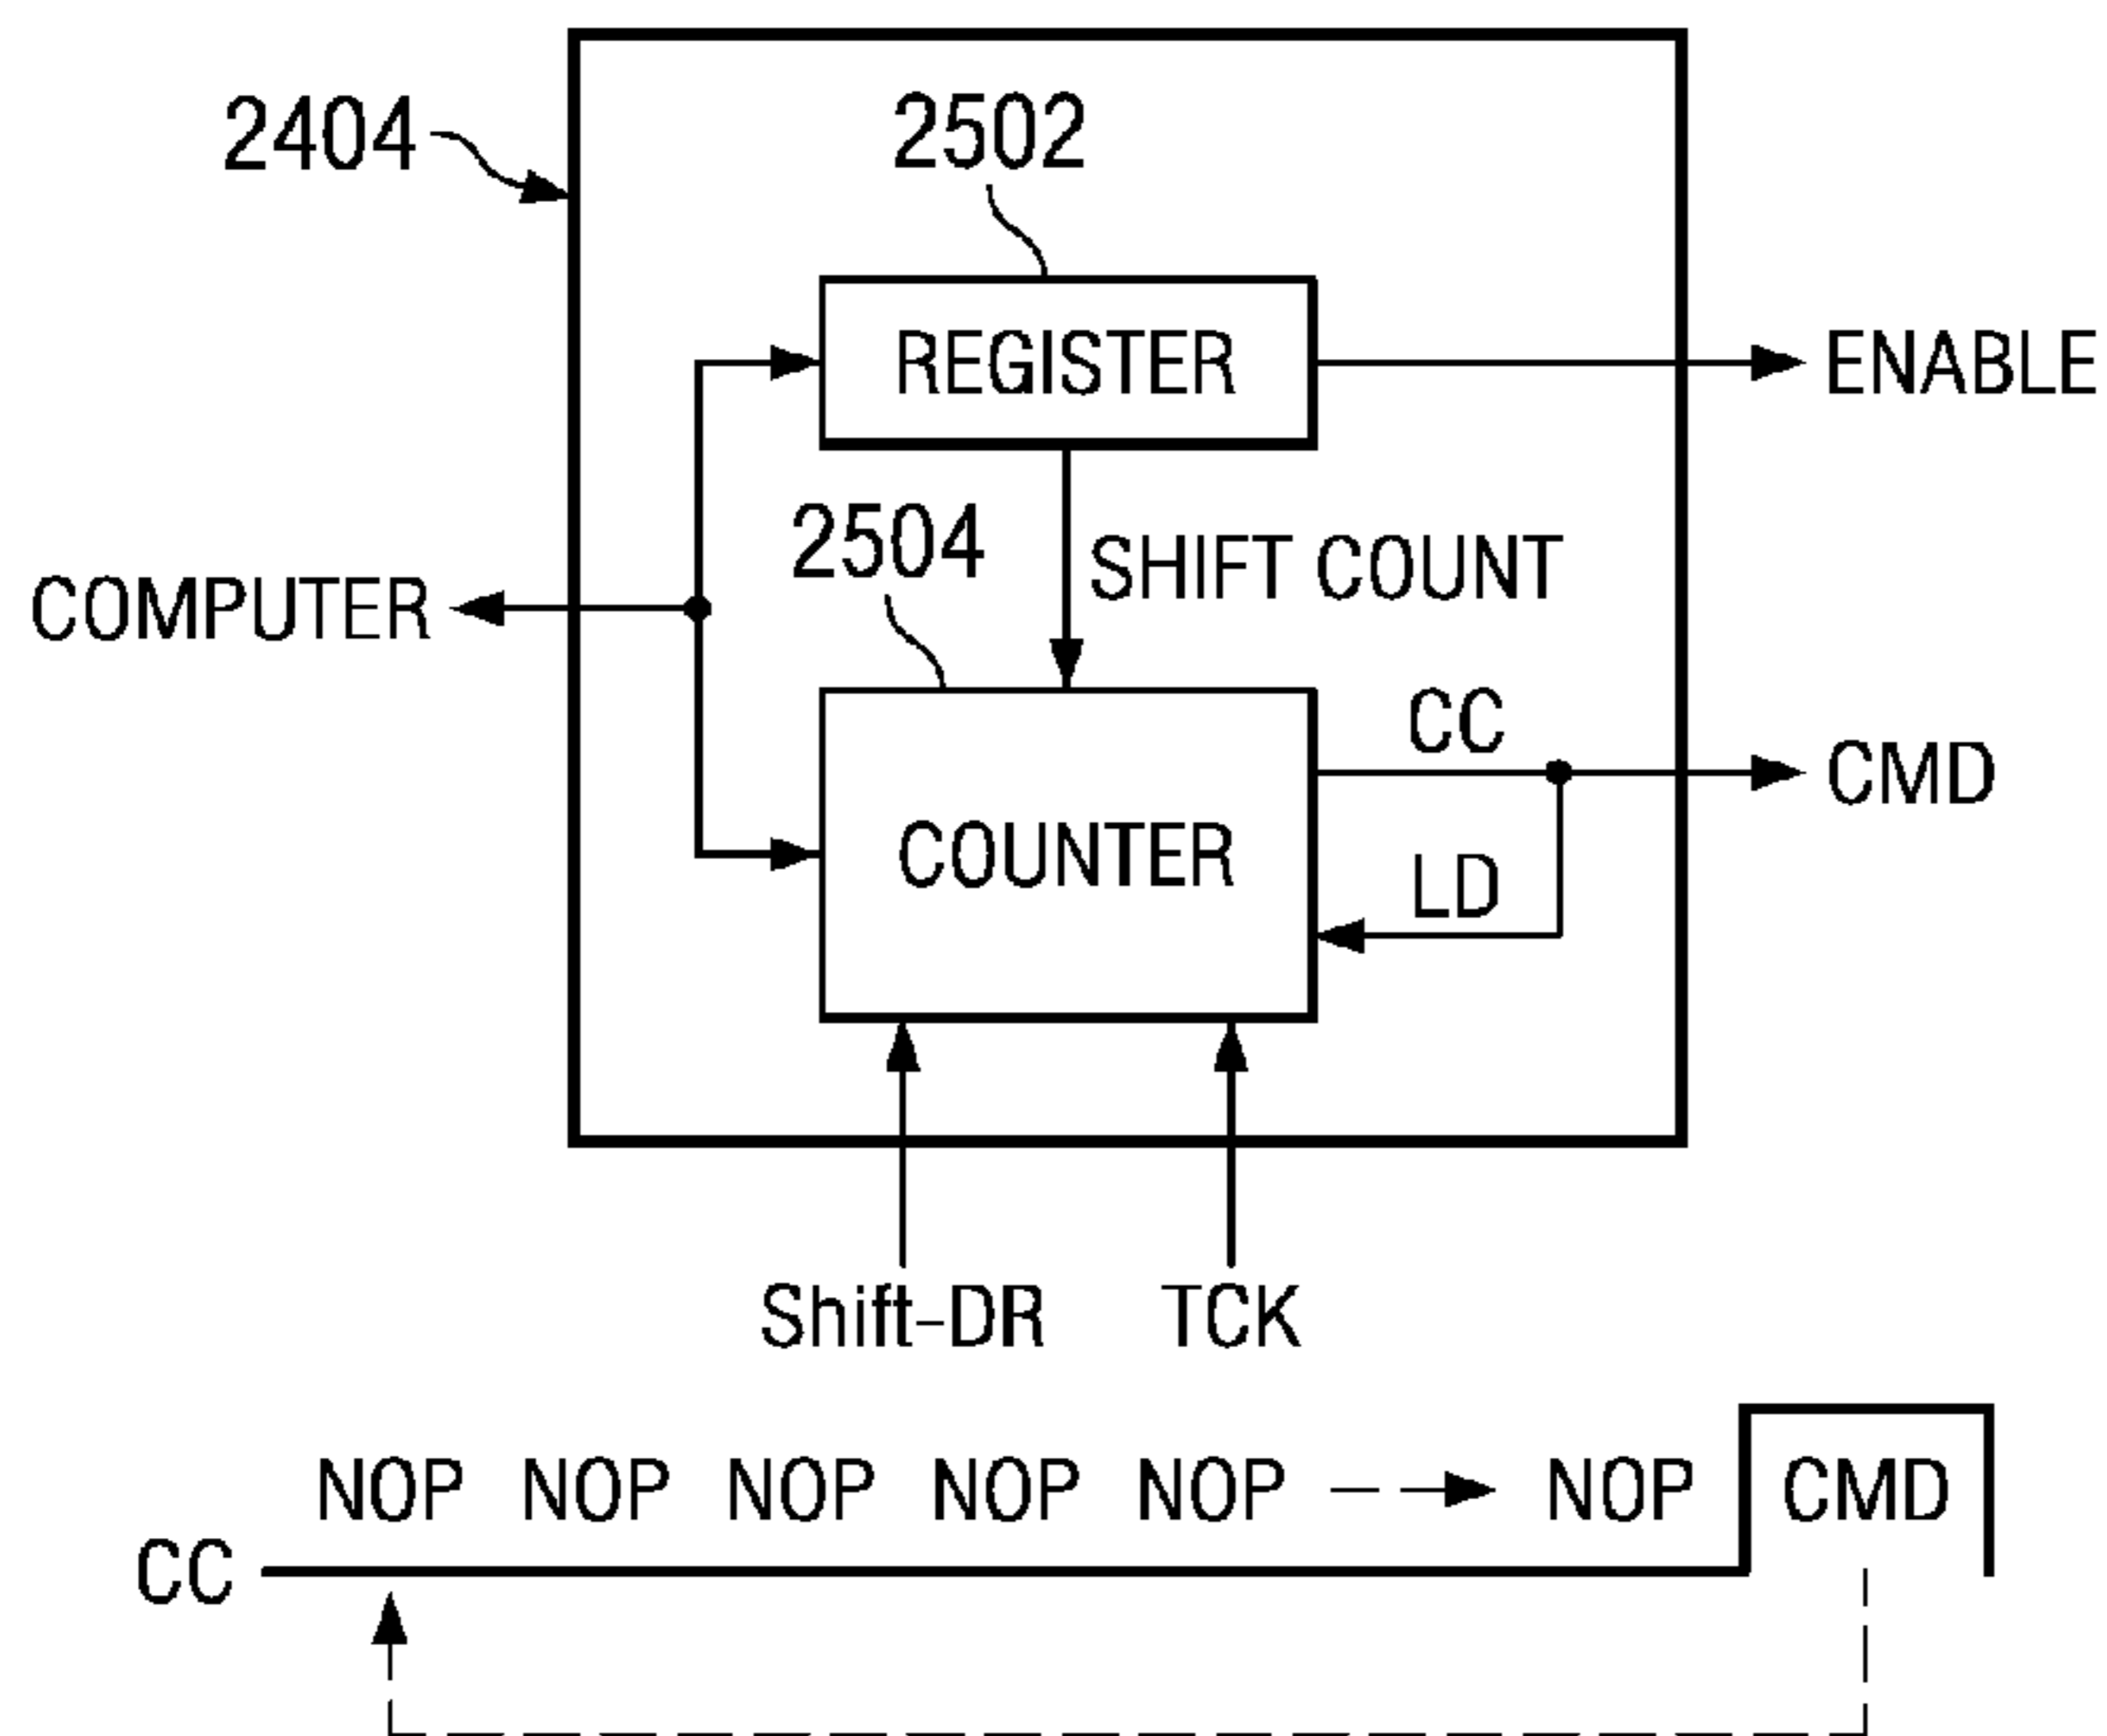 2404
2502
REGISTER
ENABLE
2504
SHIFT COUNT
COMPUTER
CC
CMD
COUNTER
LD
Shift-DR TCK
NOP NOP NOP NOP NOP NOP CMD
CC